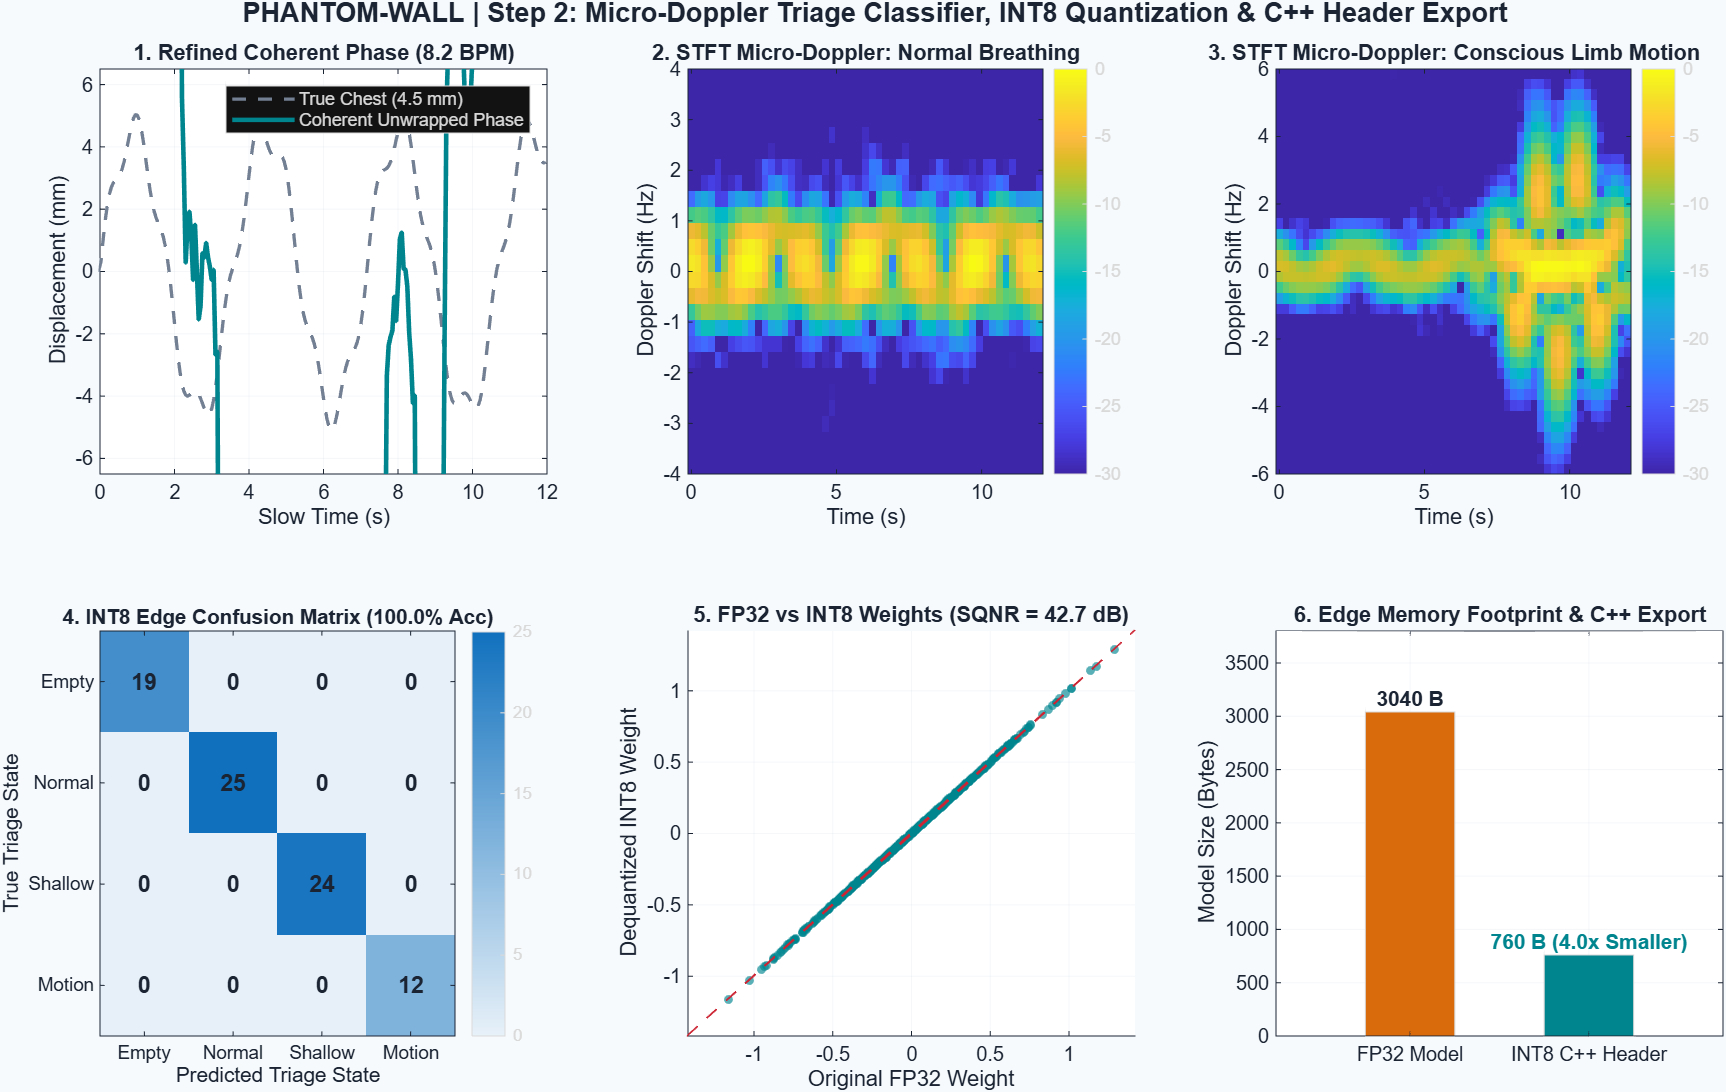 PHANTOM-WALL | Step 2: Micro-Doppler Triage Classifier, INT8 Quantization & C++ Header Export
1. Refined Coherent Phase (8.2 BPM)
6
4
2
0
-2
-4
-6
Displacement (mm)
True Chest (4.5 mm)
Coherent Unwrapped Phase
0 2 4 6 8 10 12
Slow Time (s)
2. STFT Micro-Doppler: Normal Breathing
4
3
2
1
0
-1
-2
-3
-4
Doppler Shift (Hz)
0 5 10
Time (s)
0
-5
-10
-15
-20
-25
-30
3. STFT Micro-Doppler: Conscious Limb Motion
6
4
2
0
-2
-4
-6
Doppler Shift (Hz)
0 5 10
Time (s)
0
-5
-10
-15
-20
-25
-30
4. INT8 Edge Confusion Matrix (100.0% Acc)
True Triage State
Empty 19 0 0 0
Normal 0 25 0 0
Shallow 0 0 24 0
Motion 0 0 0 12
Empty Normal Shallow Motion
Predicted Triage State
25
20
15
10
5
0
5. FP32 vs INT8 Weights (SQNR = 42.7 dB)
1
0.5
0
-0.5
-1
Dequantized INT8 Weight
-1 -0.5 0 0.5 1
Original FP32 Weight
6. Edge Memory Footprint & C++ Export
3500
3000
2500
2000
1500
1000
500
0
Model Size (Bytes)
3040 B
760 B (4.0x Smaller)
FP32 Model INT8 C++ Header